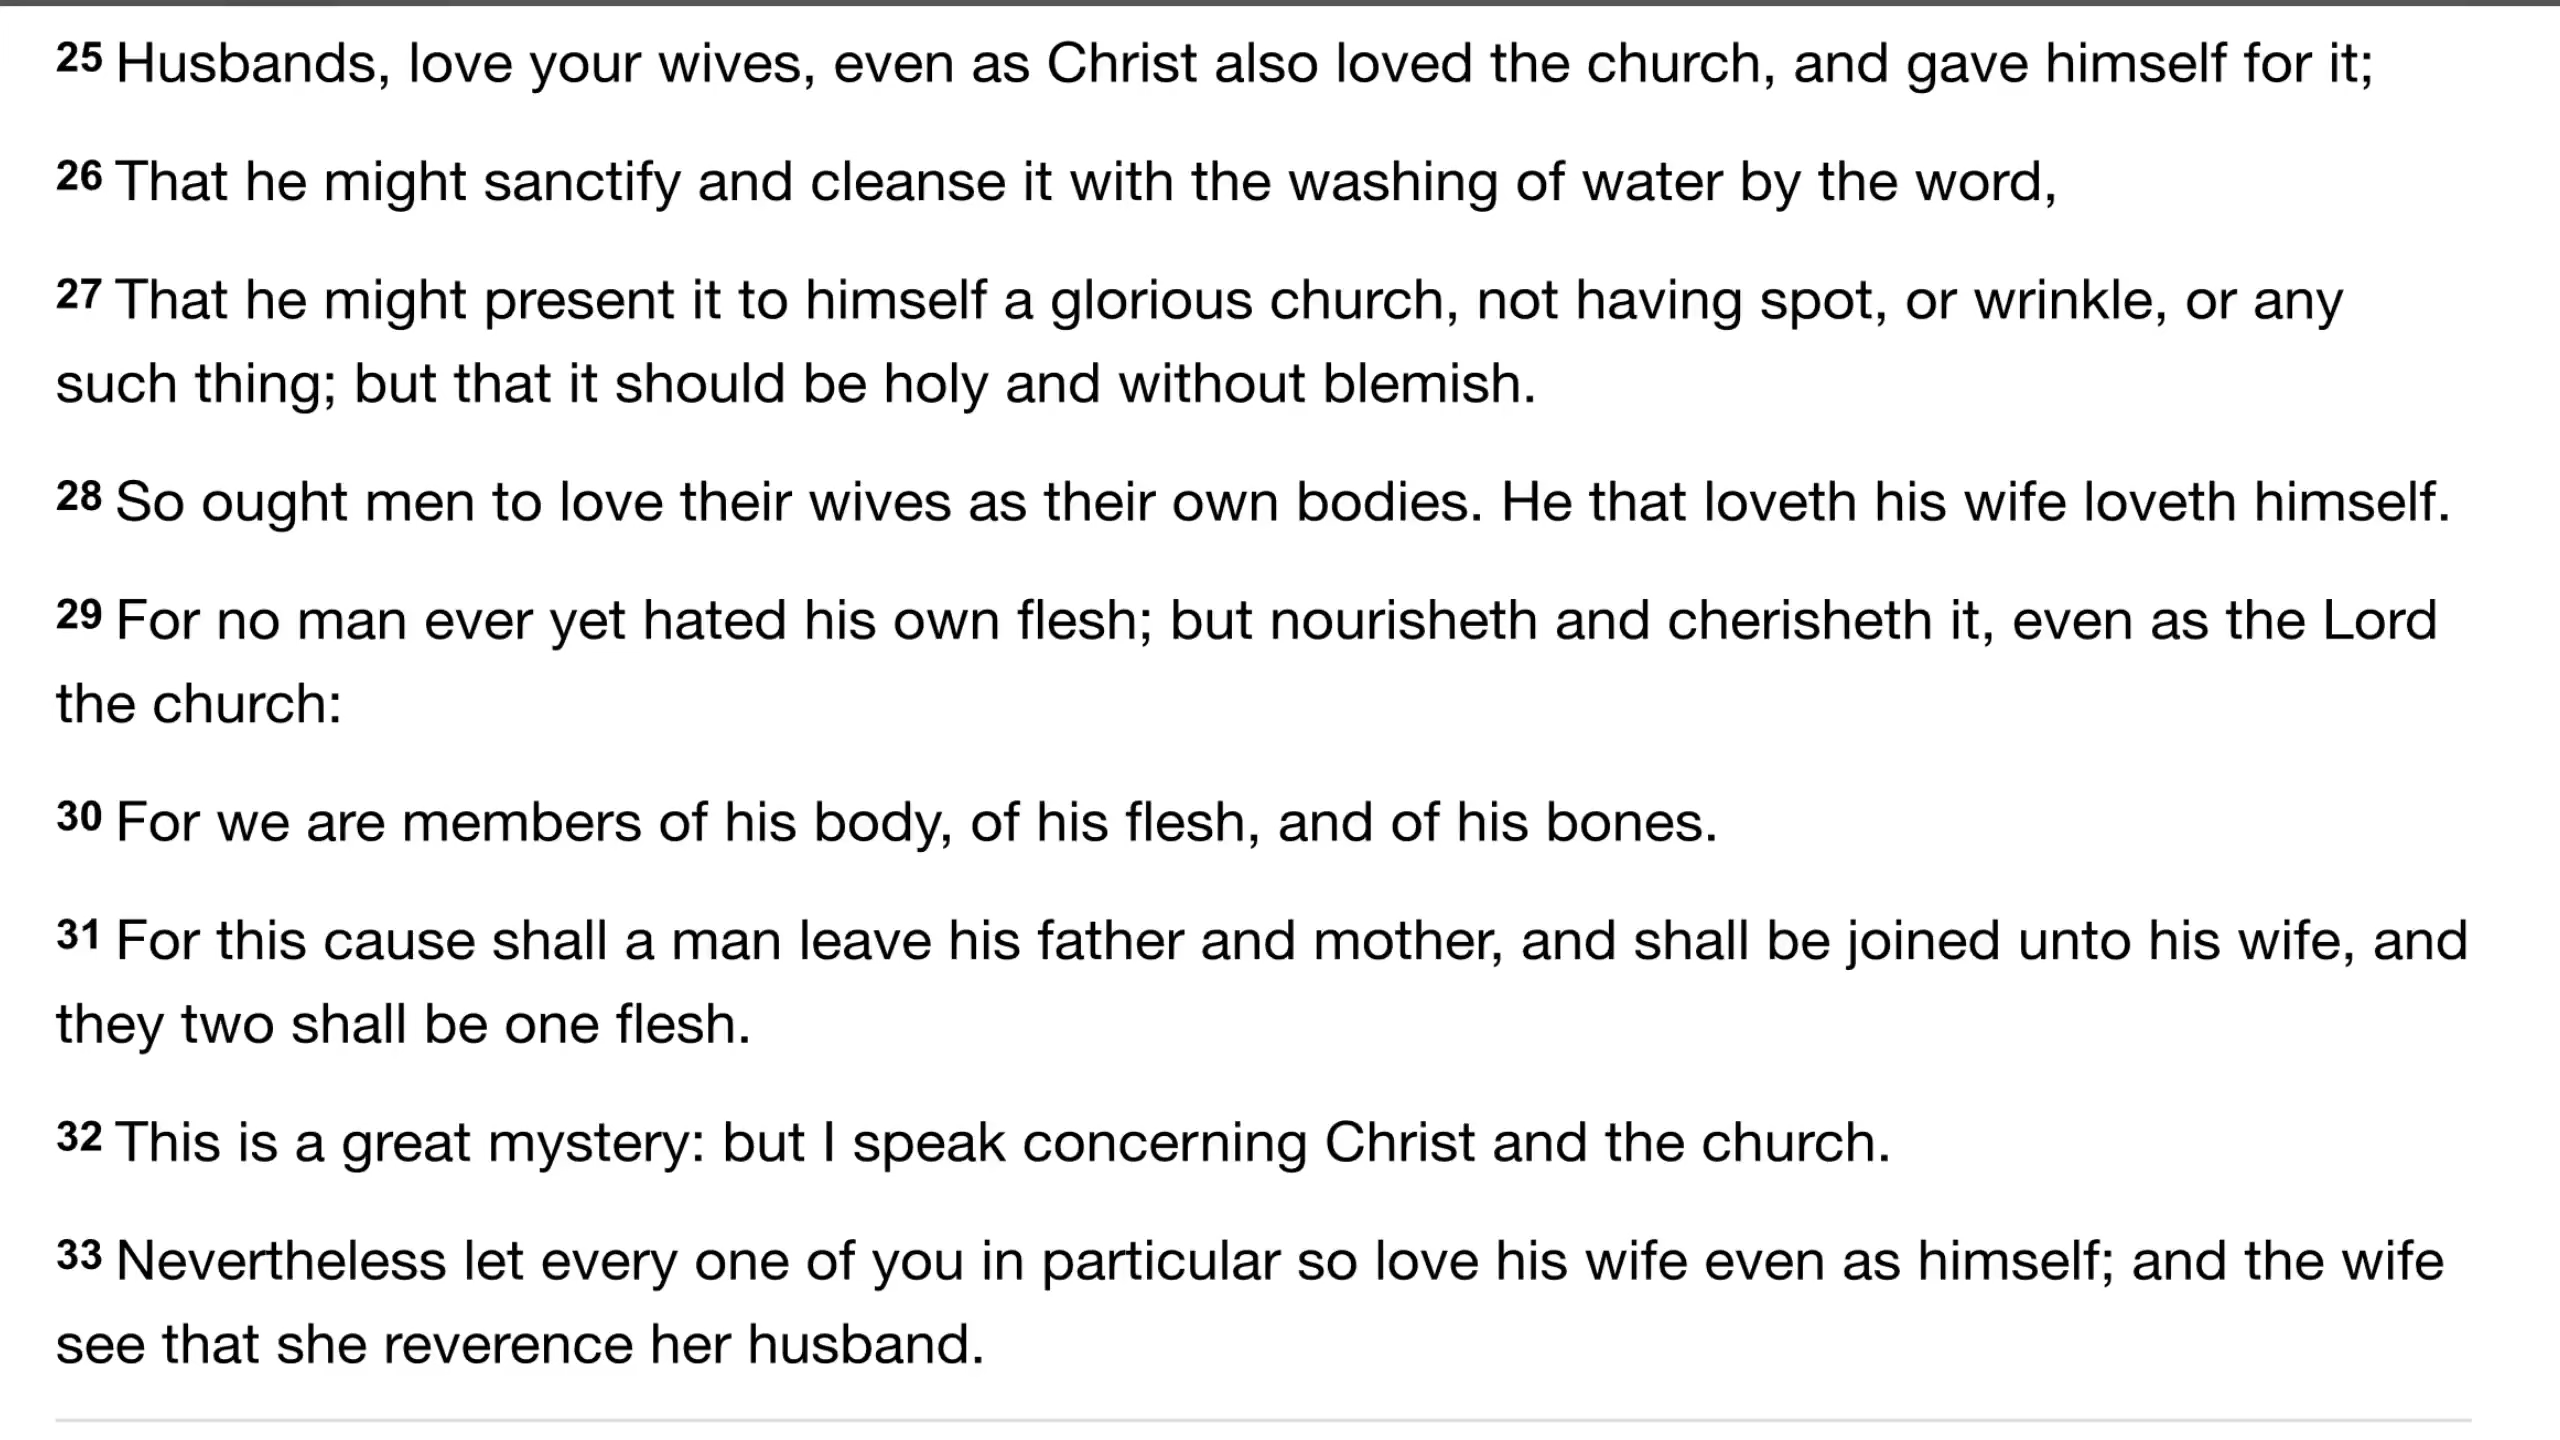 25 Husbands, love your wives, even as Christ also loved the church, and gave himself for it;
26 That he might sanctify and cleanse it with the washing of water by the word,
27 That he might present it to himself a glorious church, not having spot, or wrinkle, or any
such thing; but that it should be holy and without blemish.
28 So ought men to love their wives as their own bodies. He that loveth his wife loveth himself.
29 For no man ever yet hated his own flesh; but nourisheth and cherisheth it, even as the Lord
the church:
30 For we are members of his body, of his flesh, and of his bones.
31 For this cause shall a man leave his father and mother, and shall be joined unto his wife, and
they two shall be one flesh.
32 This is a great mystery: but I speak concerning Christ and the church.
33 Nevertheless let every one of you in particular so love his wife even as himself; and the wife
see that she reverence her husband.